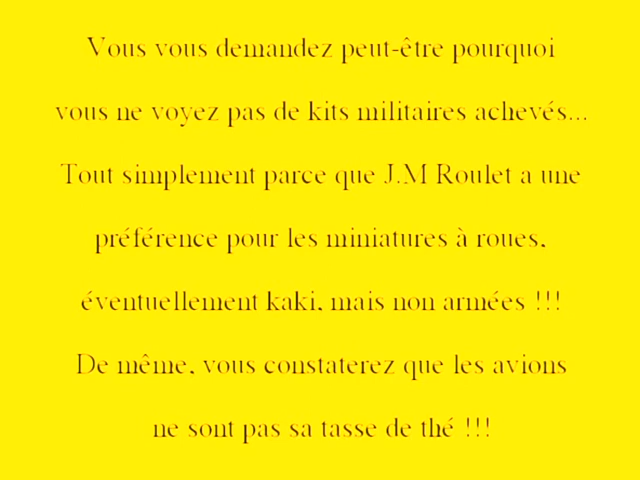 Vous vous demandez peut-être pourquoi
vous ne voyez pas de kits militaires achevés...
Tout simplement parce que J.M Roulet a une
préférence pour les miniatures à roues,
éventuellement kaki, mais non armées !!!
De même, vous constaterez que les avions
ne sont pas sa tasse de thé !!!